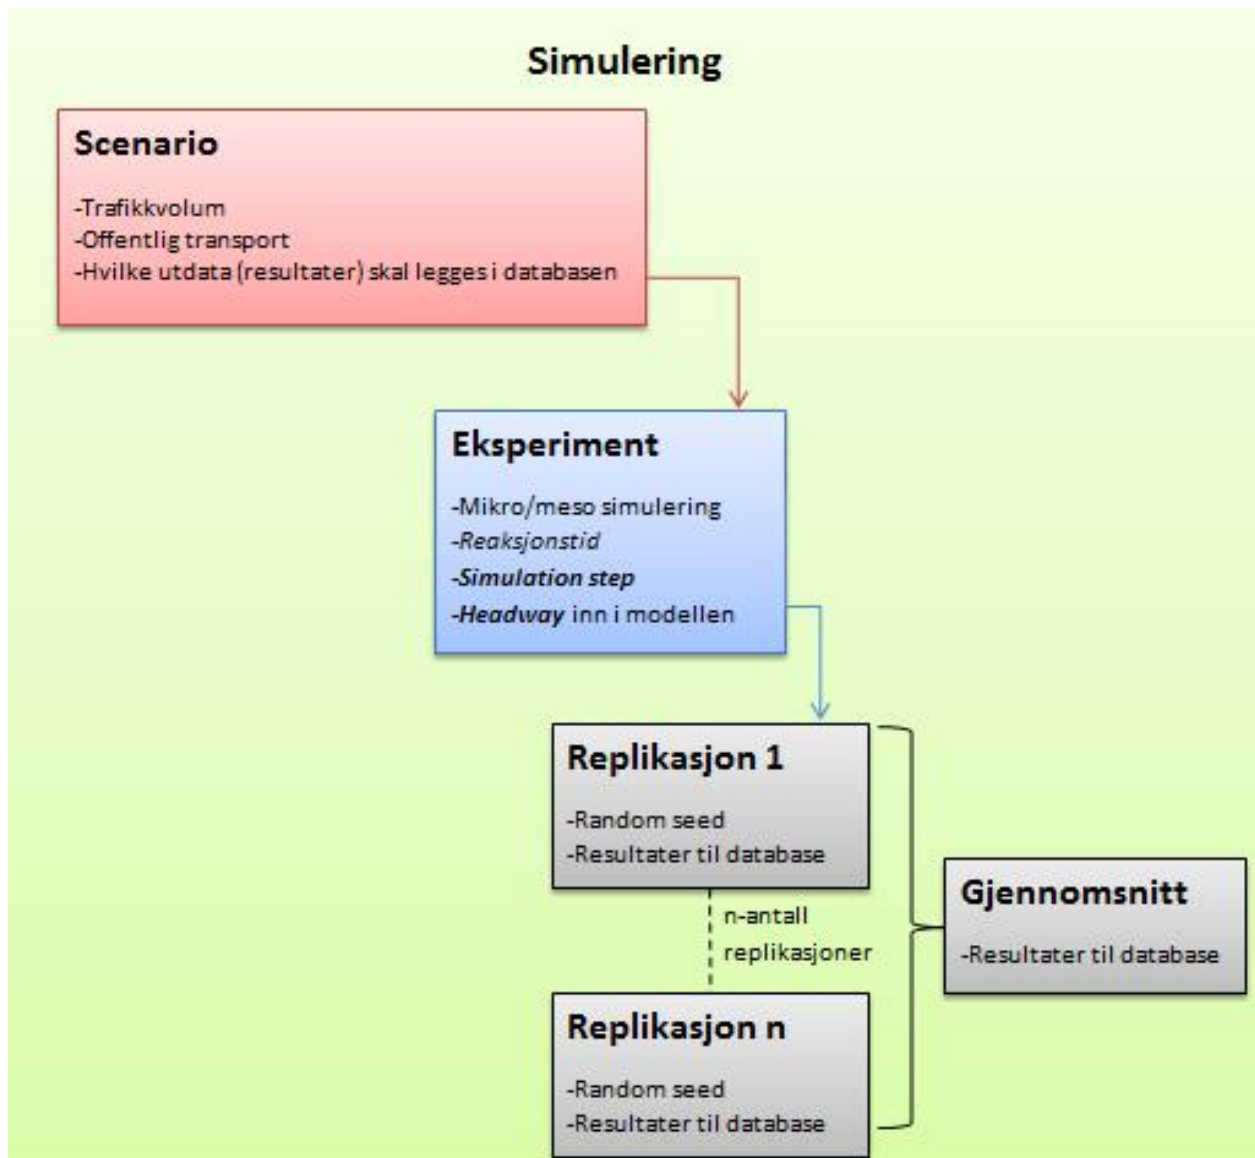 Simulering
Scenario
-Trafikkvolum
-Offentlig transport
-Hvilke utdata (resultater) skal legges i databasen
Eksperiment
-Mikro/meso simulering
-Reaksjonstid
-Simulation step
-Headway inn i modellen
Replikasjon 1
-Random seed
-Resultater til database
n-antall
replikasjoner
Gjennomsnitt
-Resultater til database
Replikasjon n
-Random seed
-Resultater til database